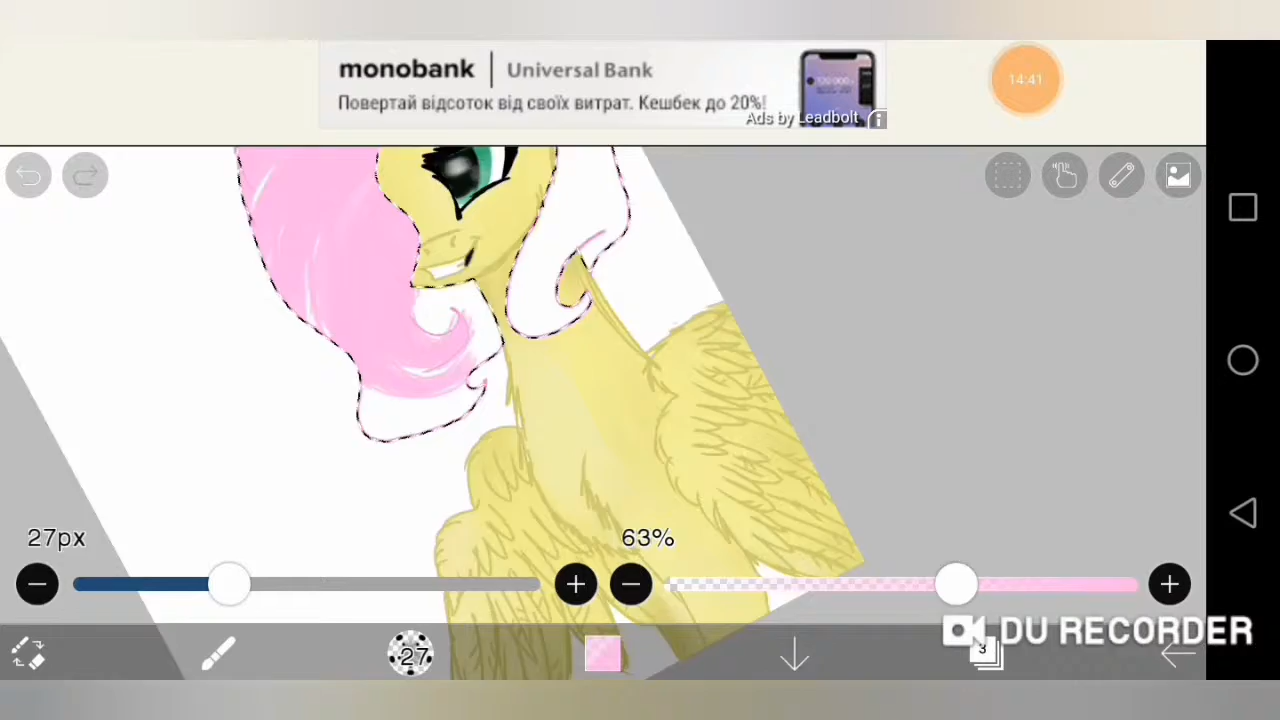 monobank | Universal Bank
Повертай відсоток від своїх витрат. Кешбек до 20%!
Ads by Leadbolt
14:41
27px
63%
27
3
DU RECORDER